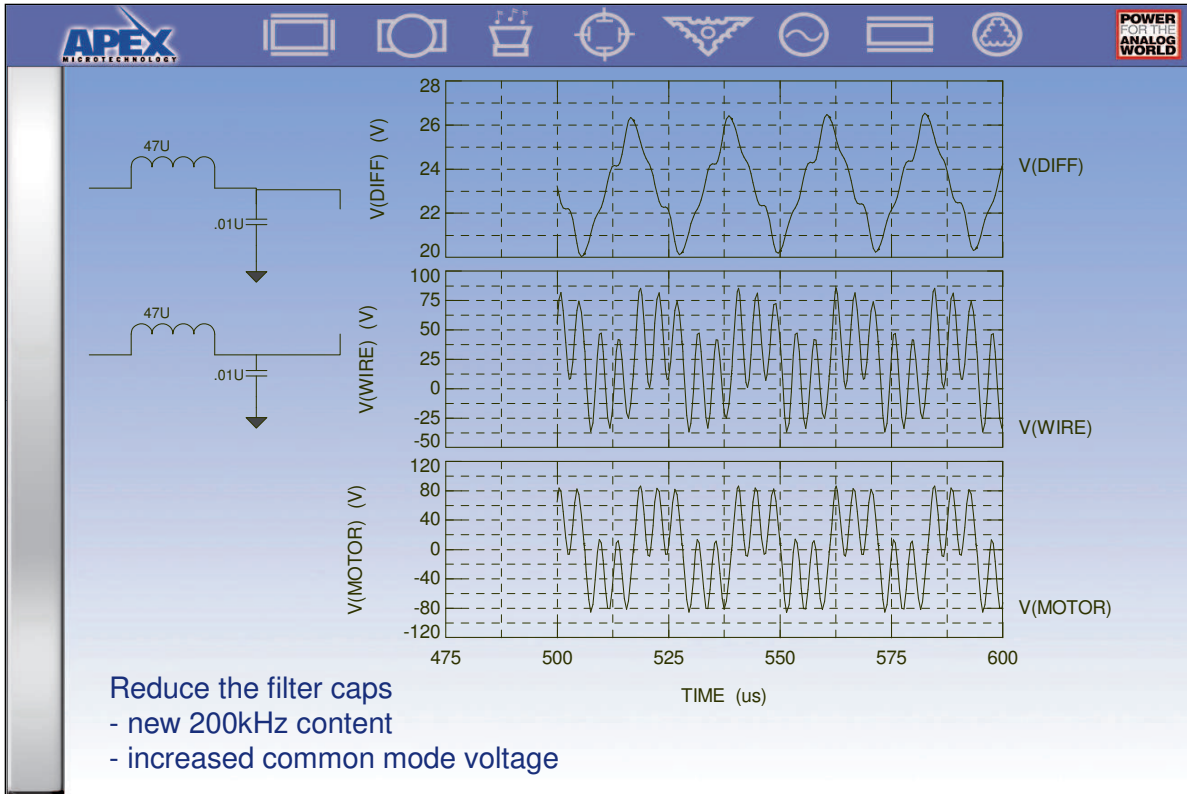 APEX
MICROTECHNOLOGY
POWER
FOR THE
ANALOG
WORLD
47U
.01U
47U
.01U
V(DIFF) (V)
28
26
24
22
20
V(DIFF)
V(WIRE) (V)
100
75
50
25
0
-25
-50
V(WIRE)
V(MOTOR) (V)
120
80
40
0
-40
-80
-120
V(MOTOR)
475 500 525 550 575 600
TIME (us)
Reduce the filter caps
- new 200kHz content
- increased common mode voltage